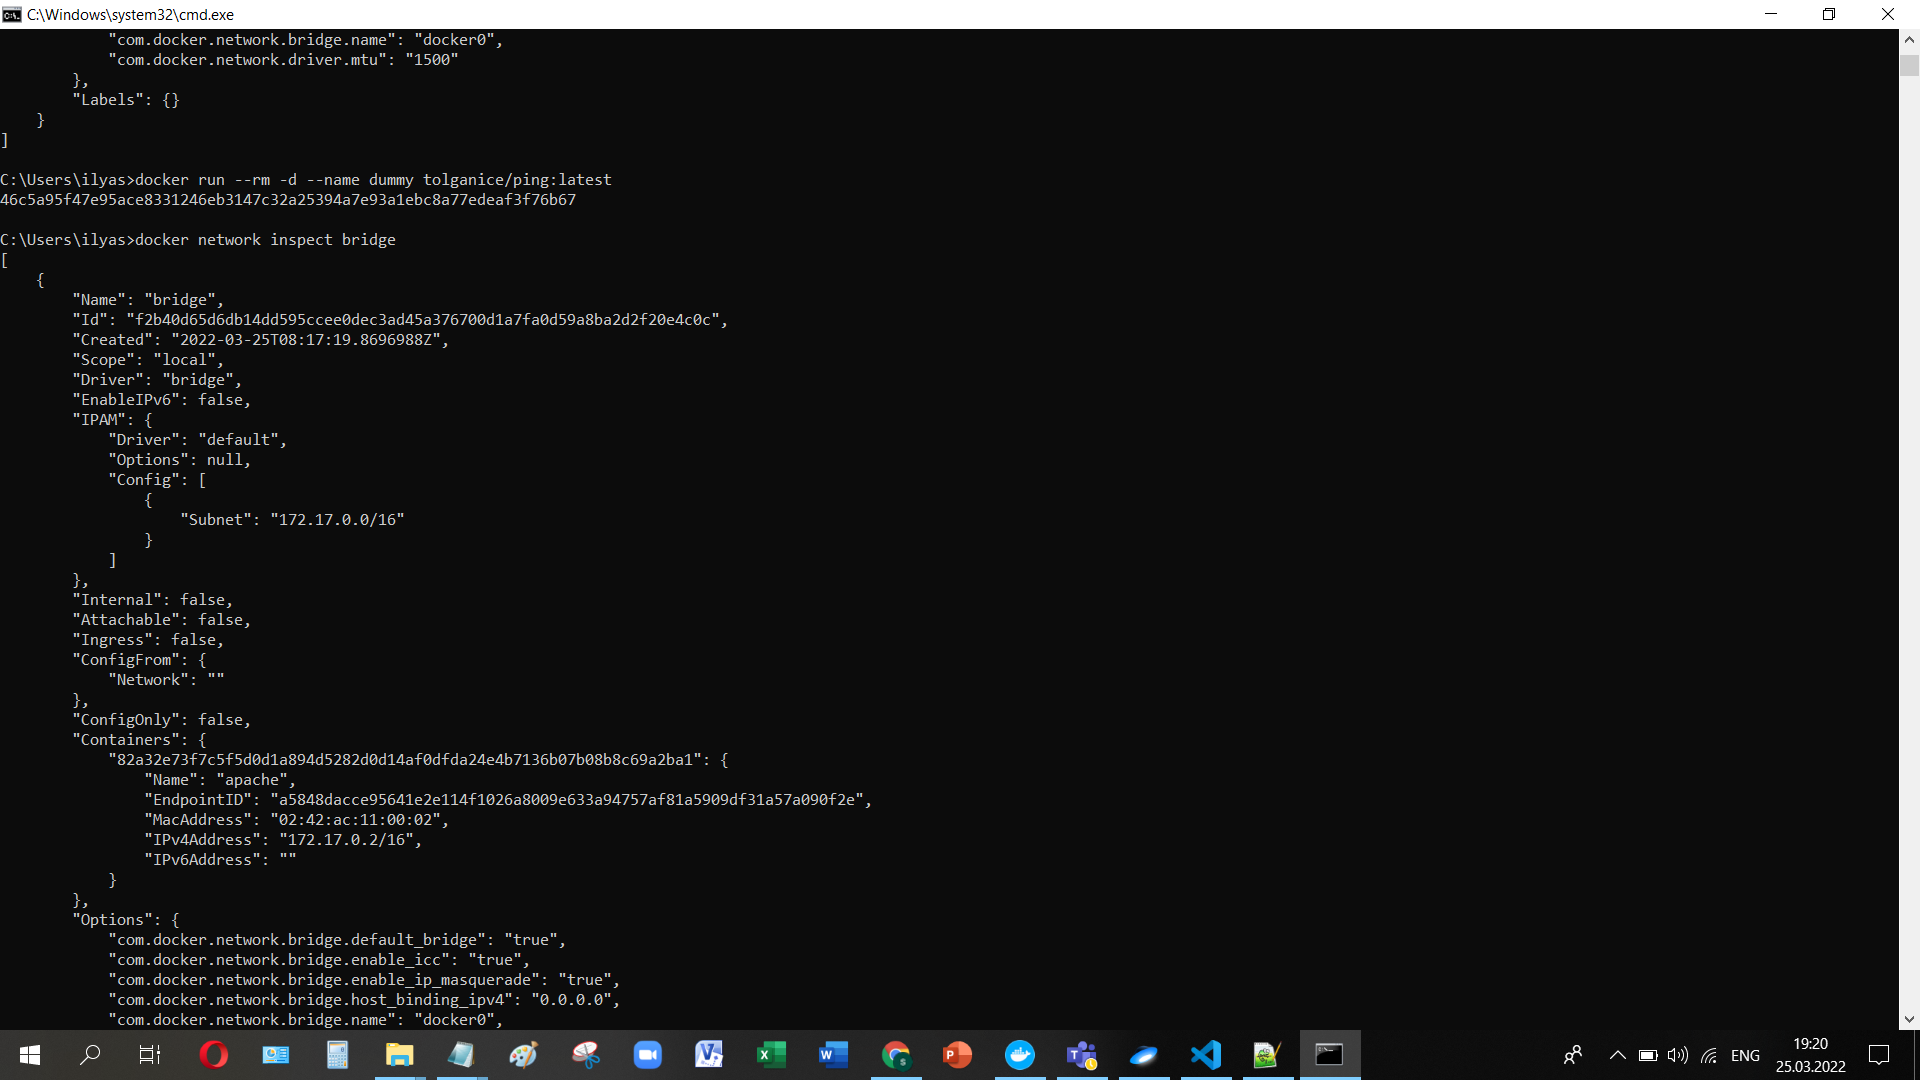 C:\Windows\system32\cmd.exe
"com.docker.network.bridge.name": "docker0",
"com.docker.network.driver.mtu": "1500"
},
"Labels": {}
}
]
C:\Users\ilyas>docker run --rm -d --name dummy tolganice/ping:latest
46c5a95f47e95ace8331246eb3147c32a25394a7e93a1ebc8a77edeaf3f76b67
C:\Users\ilyas>docker network inspect bridge
[
{
"Name": "bridge",
"Id": "f2b40d65d6db14dd595ccee0dec3ad45a376700d1a7fa0d59a8ba2d2f20e4c0c",
"Created": "2022-03-25T08:17:19.8696988Z",
"Scope": "local",
"Driver": "bridge",
"EnableIPv6": false,
"IPAM": {
"Driver": "default",
"Options": null,
"Config": [
{
"Subnet": "172.17.0.0/16"
}
]
},
"Internal": false,
"Attachable": false,
"Ingress": false,
"ConfigFrom": {
"Network": ""
},
"ConfigOnly": false,
"Containers": {
"82a32e73f7c5f5d0d1a894d5282d0d14af0dfda24e4b7136b07b08b8c69a2ba1": {
"Name": "apache",
"EndpointID": "a5848dacce95641e2e114f1026a8009e633a94757af81a5909df31a57a090f2e",
"MacAddress": "02:42:ac:11:00:02",
"IPv4Address": "172.17.0.2/16",
"IPv6Address": ""
}
},
"Options": {
"com.docker.network.bridge.default_bridge": "true",
"com.docker.network.bridge.enable_icc": "true",
"com.docker.network.bridge.enable_ip_masquerade": "true",
"com.docker.network.bridge.host_binding_ipv4": "0.0.0.0",
"com.docker.network.bridge.name": "docker0",
ENG
19:20
25.03.2022